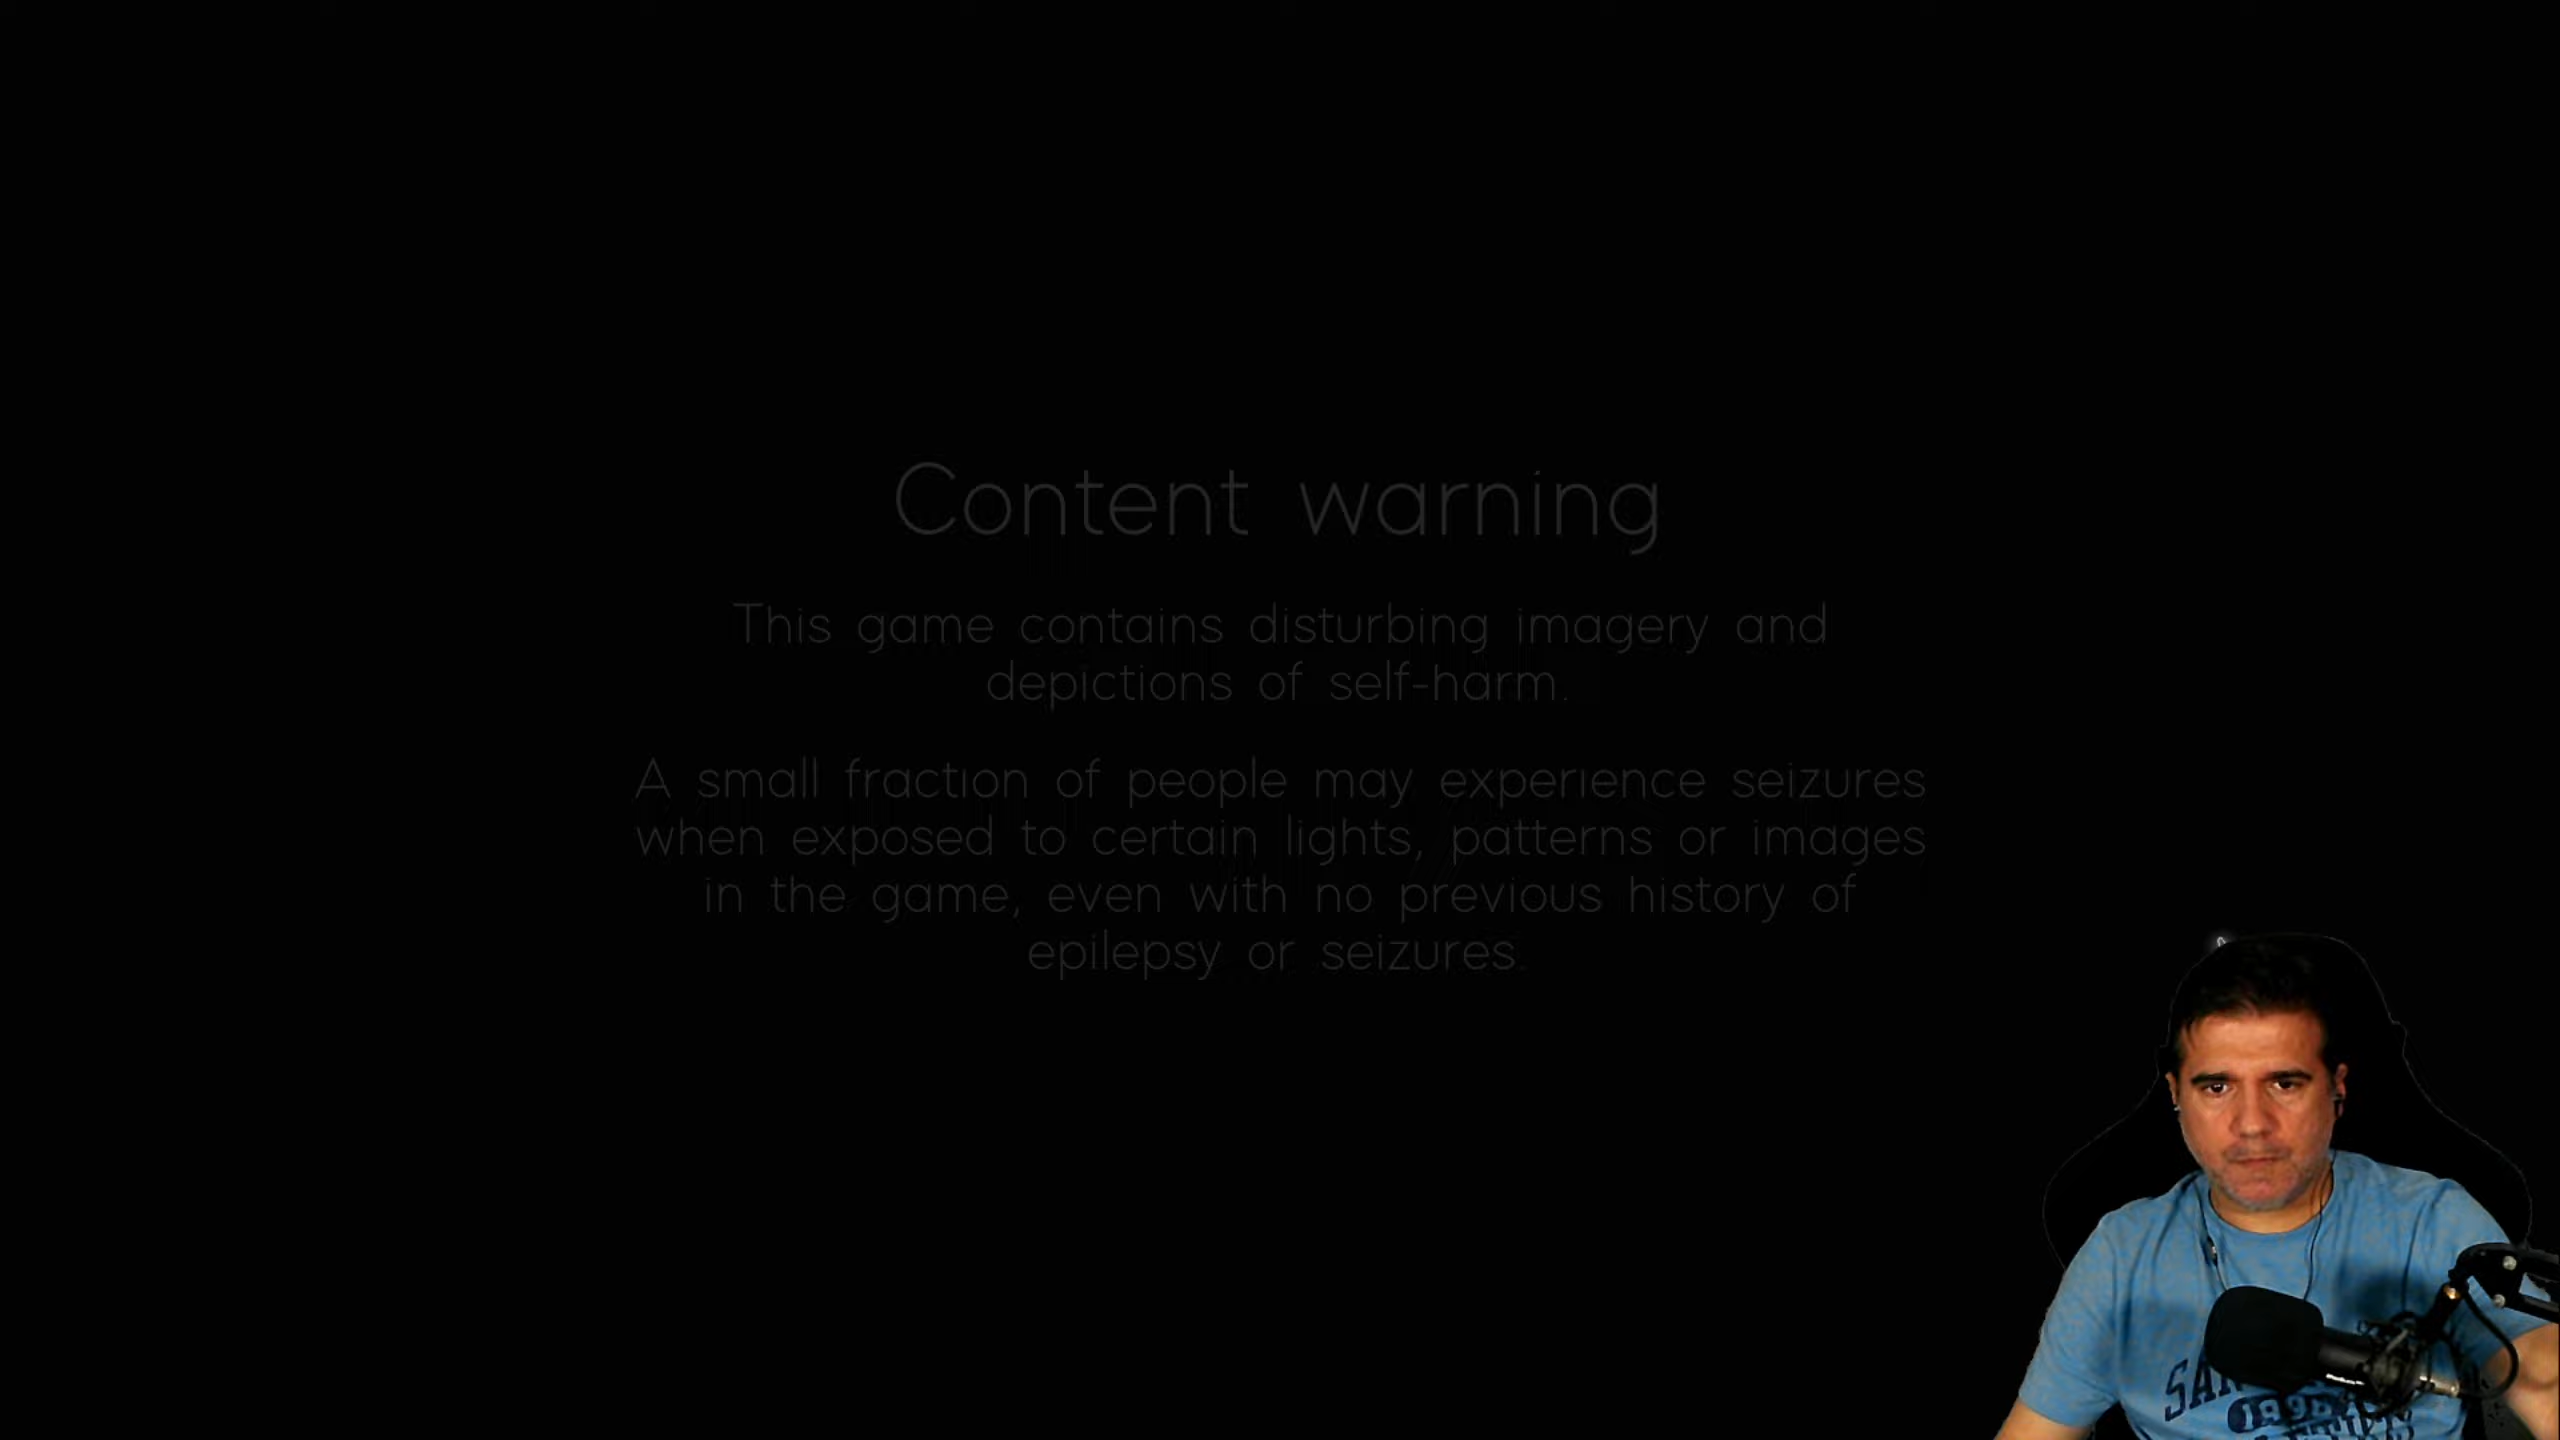 Content warning
This game contains disturbing imagery and
depictions of self-harm.
A small fraction of people may experience seizures
when exposed to certain lights, patterns or images
in the game, even with no previous history of
epilepsy or seizures.